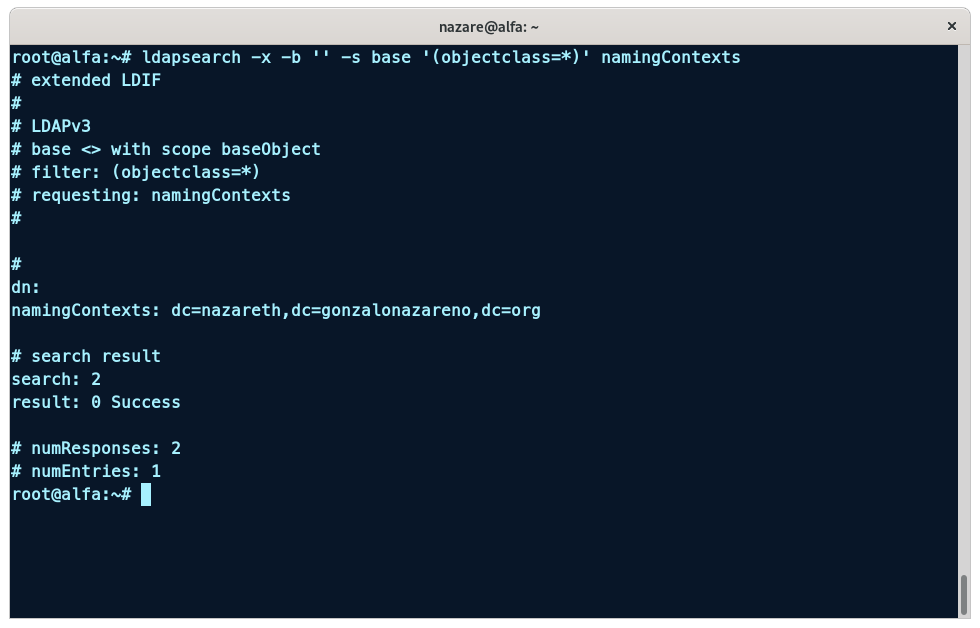 nazare@alfa: ~
×
root@alfa:~# ldapsearch -x -b '' -s base '(objectclass=*)' namingContexts
# extended LDIF
#
# LDAPv3
# base <> with scope baseObject
# filter: (objectclass=*)
# requesting: namingContexts
#

#
dn:
namingContexts: dc=nazareth,dc=gonzalonazareno,dc=org

# search result
search: 2
result: 0 Success

# numResponses: 2
# numEntries: 1
root@alfa:~#